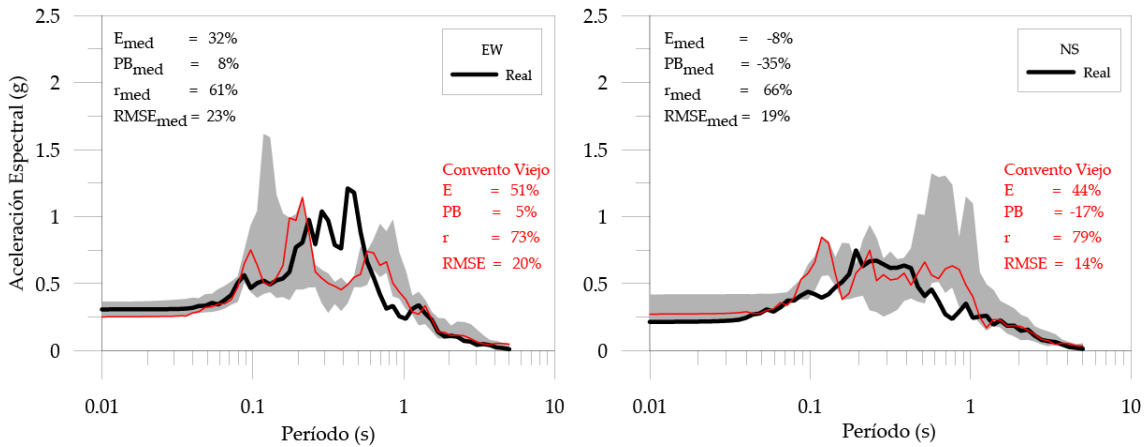 Aceleración Espectral (g)
2.5
2
1.5
1
0.5
0
E_med = 32%
PB_med = 8%
r_med = 61%
RMSE_med = 23%
EW
Real
Convento Viejo
E = 51%
PB = 5%
r = 73%
RMSE = 20%
0.01 0.1 1 10
Período (s)
2.5
2
1.5
1
0.5
0
E_med = -8%
PB_med = -35%
r_med = 66%
RMSE_med = 19%
NS
Real
Convento Viejo
E = 44%
PB = -17%
r = 79%
RMSE = 14%
0.01 0.1 1 10
Período (s)